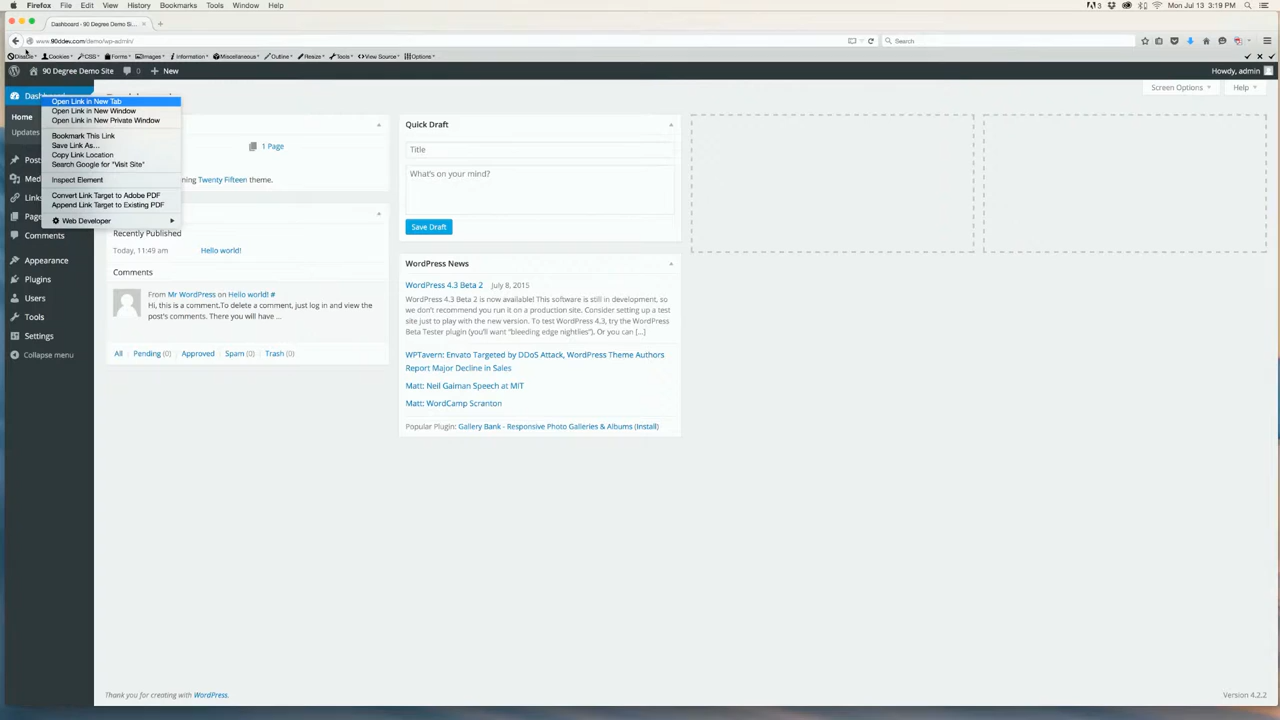 Firefox File Edit View History Bookmarks Tools Window Help
3 Mon Jul 13 3:19 PM
Dashboard - 90 Degree Demo Si...
www.90ddev.com/demo/wp-admin/
Search
Disable Cookies CSS Forms Images Information Miscellaneous Outline Resize Tools View Source Options
90 Degree Demo Site 0 New
Howdy, admin
Screen Options Help
Home
Updates
Comments
Appearance
Plugins
Users
Tools
Settings
Collapse menu
Open Link in New Tab
Open Link in New Window
Open Link in New Private Window
Bookmark This Link
Save Link As...
Copy Link Location
Search Google for "Visit Site"
Inspect Element
Convert Link Target to Adobe PDF
Append Link Target to Existing PDF
Web Developer
1 Page
Twenty Fifteen theme.
Recently Published
Today, 11:49 am Hello world!
Comments
From Mr WordPress on Hello world! #
Hi, this is a comment.To delete a comment, just log in and view the
post's comments. There you will have ...
All Pending (0) Approved Spam (0) Trash (0)
Quick Draft
Title
What's on your mind?
Save Draft
WordPress News
WordPress 4.3 Beta 2 July 8, 2015
WordPress 4.3 Beta 2 is now available! This software is still in development, so
we don't recommend you run it on a production site. Consider setting up a test
site just to play with the new version. To test WordPress 4.3, try the WordPress
Beta Tester plugin (you'll want "bleeding edge nightlies"). Or you can [...]
WPTavern: Envato Targeted by DDoS Attack, WordPress Theme Authors
Report Major Decline in Sales
Matt: Neil Gaiman Speech at MIT
Matt: WordCamp Scranton
Popular Plugin: Gallery Bank - Responsive Photo Galleries & Albums (Install)
Thank you for creating with WordPress.
Version 4.2.2